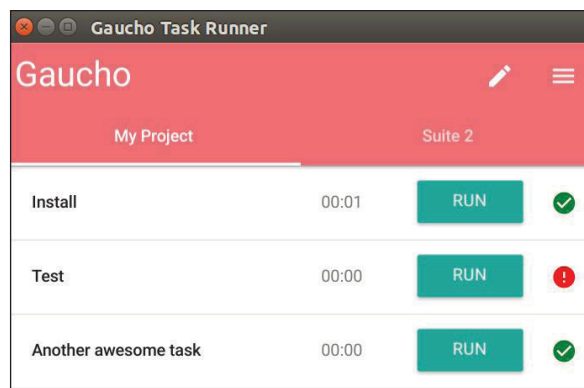 Gaucho Task Runner
Gaucho
My Project Suite 2
Install 00:01 RUN
Test 00:00 RUN
Another awesome task 00:00 RUN